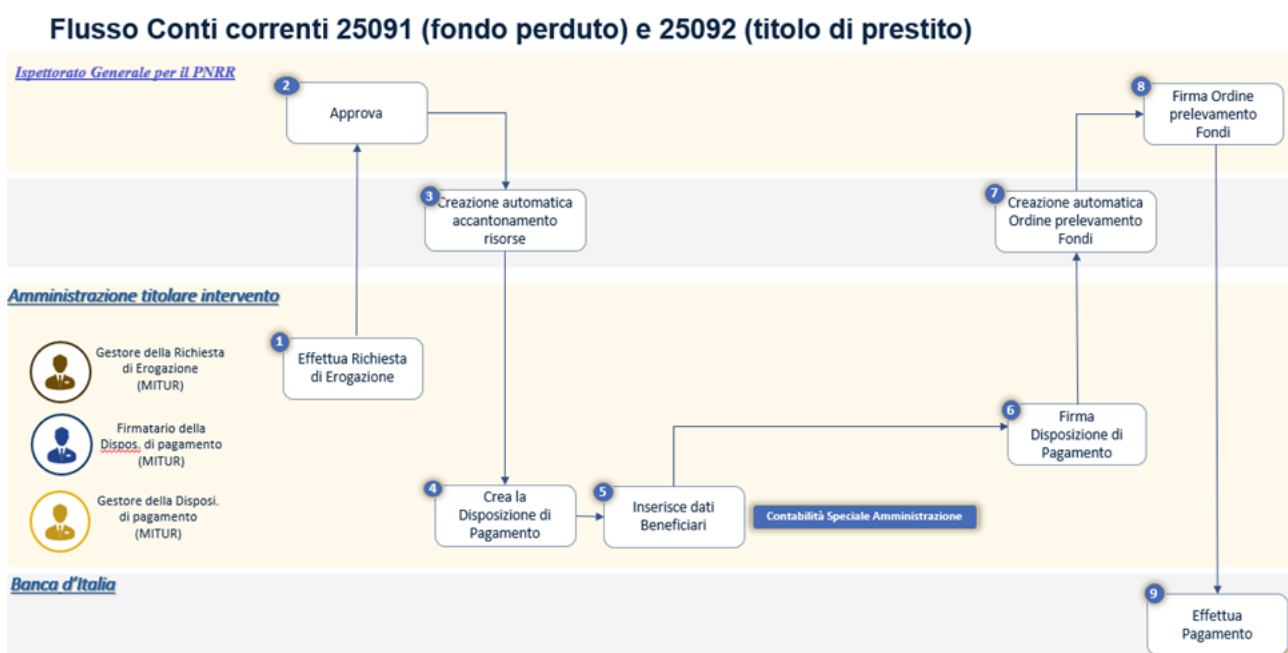 Flusso Conti correnti 25091 (fondo perduto) e 25092 (titolo di prestito)
Ispettorato Generale per il PNRR
2
Approva
8
Firma Ordine
prelevamento
Fondi
3
Creazione automatica
accantonamento
risorse
7
Creazione automatica
Ordine prelevamento
Fondi
Amministrazione titolare intervento
Gestore della Richiesta
di Erogazione
(MITUR)
1
Effettua Richiesta
di Erogazione
Firmatario della
Dispos. di pagamento
(MITUR)
6
Firma
Disposizione di
Pagamento
Gestore della Disposi.
di pagamento
(MITUR)
4
Crea la
Disposizione di
Pagamento
5
Inserisce dati
Beneficiari
Contabilità Speciale Amministrazione
Banca d'Italia
9
Effettua
Pagamento